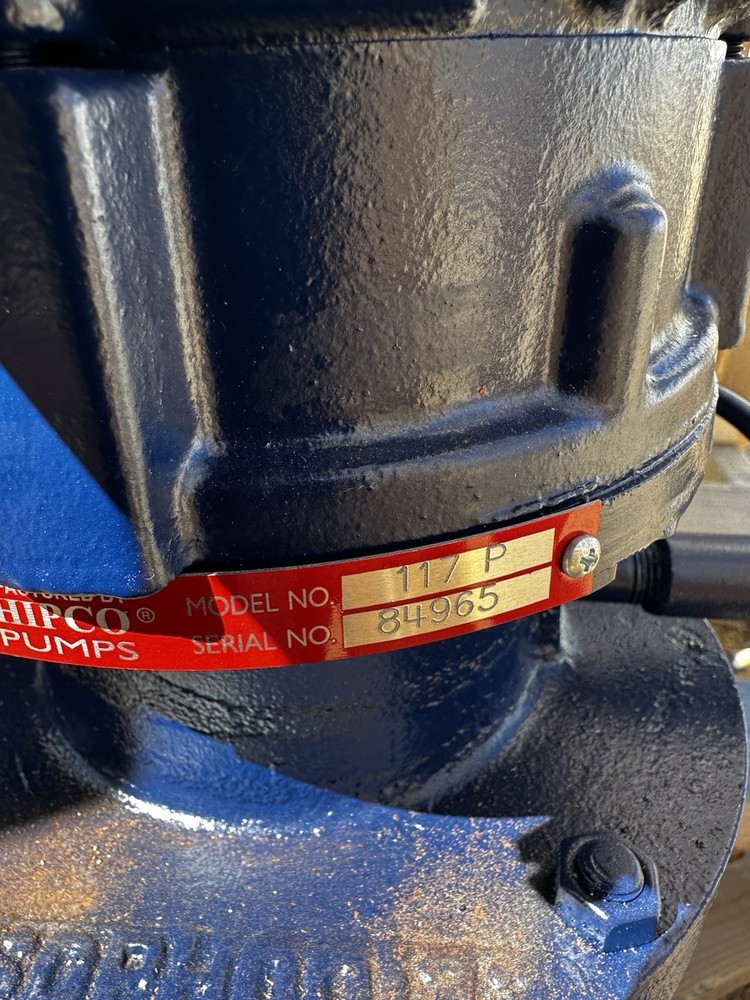 HIPCO®
PUMPS
MODEL NO. 117 P
SERIAL NO. 84965